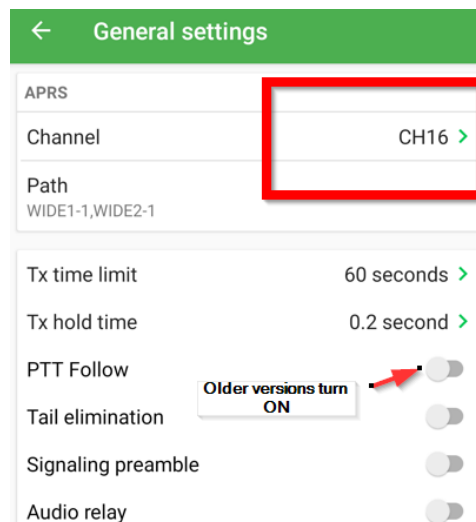 General settings
APRS
Channel CH16
Path
WIDE1-1,WIDE2-1
Tx time limit 60 seconds
Tx hold time 0.2 second
PTT Follow
Older versions turn
ON
Tail elimination
Signaling preamble
Audio relay